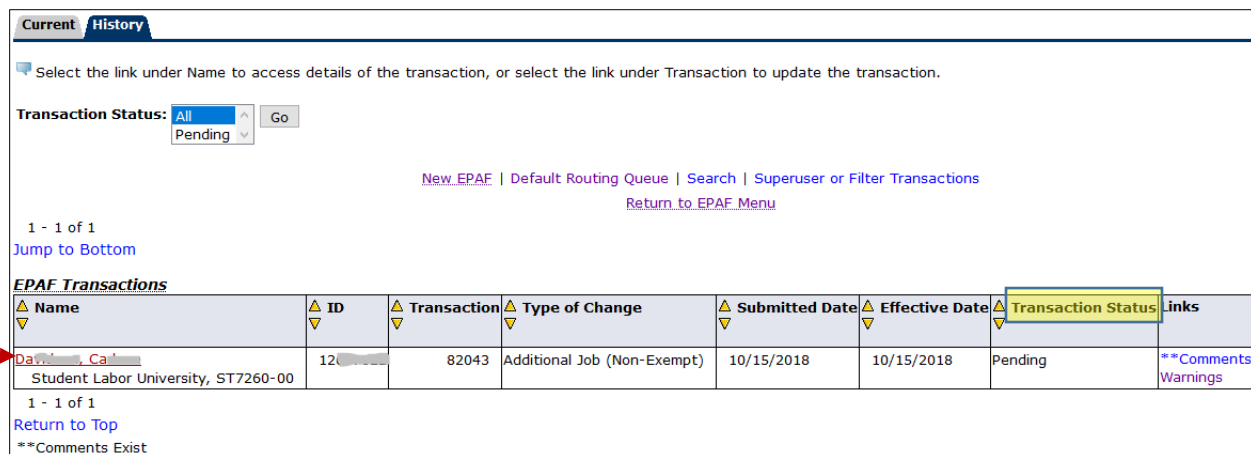 Current History
Select the link under Name to access details of the transaction, or select the link under Transaction to update the transaction.
Transaction Status: All Go
Pending
New EPAF | Default Routing Queue | Search | Superuser or Filter Transactions
Return to EPAF Menu
1 - 1 of 1
Jump to Bottom
EPAF Transactions
Name ID Transaction Type of Change Submitted Date Effective Date Transaction Status Links
82043 Additional Job (Non-Exempt) 10/15/2018 10/15/2018 Pending **Comments
Student Labor University, ST7260-00 Warnings
1 - 1 of 1
Return to Top
**Comments Exist